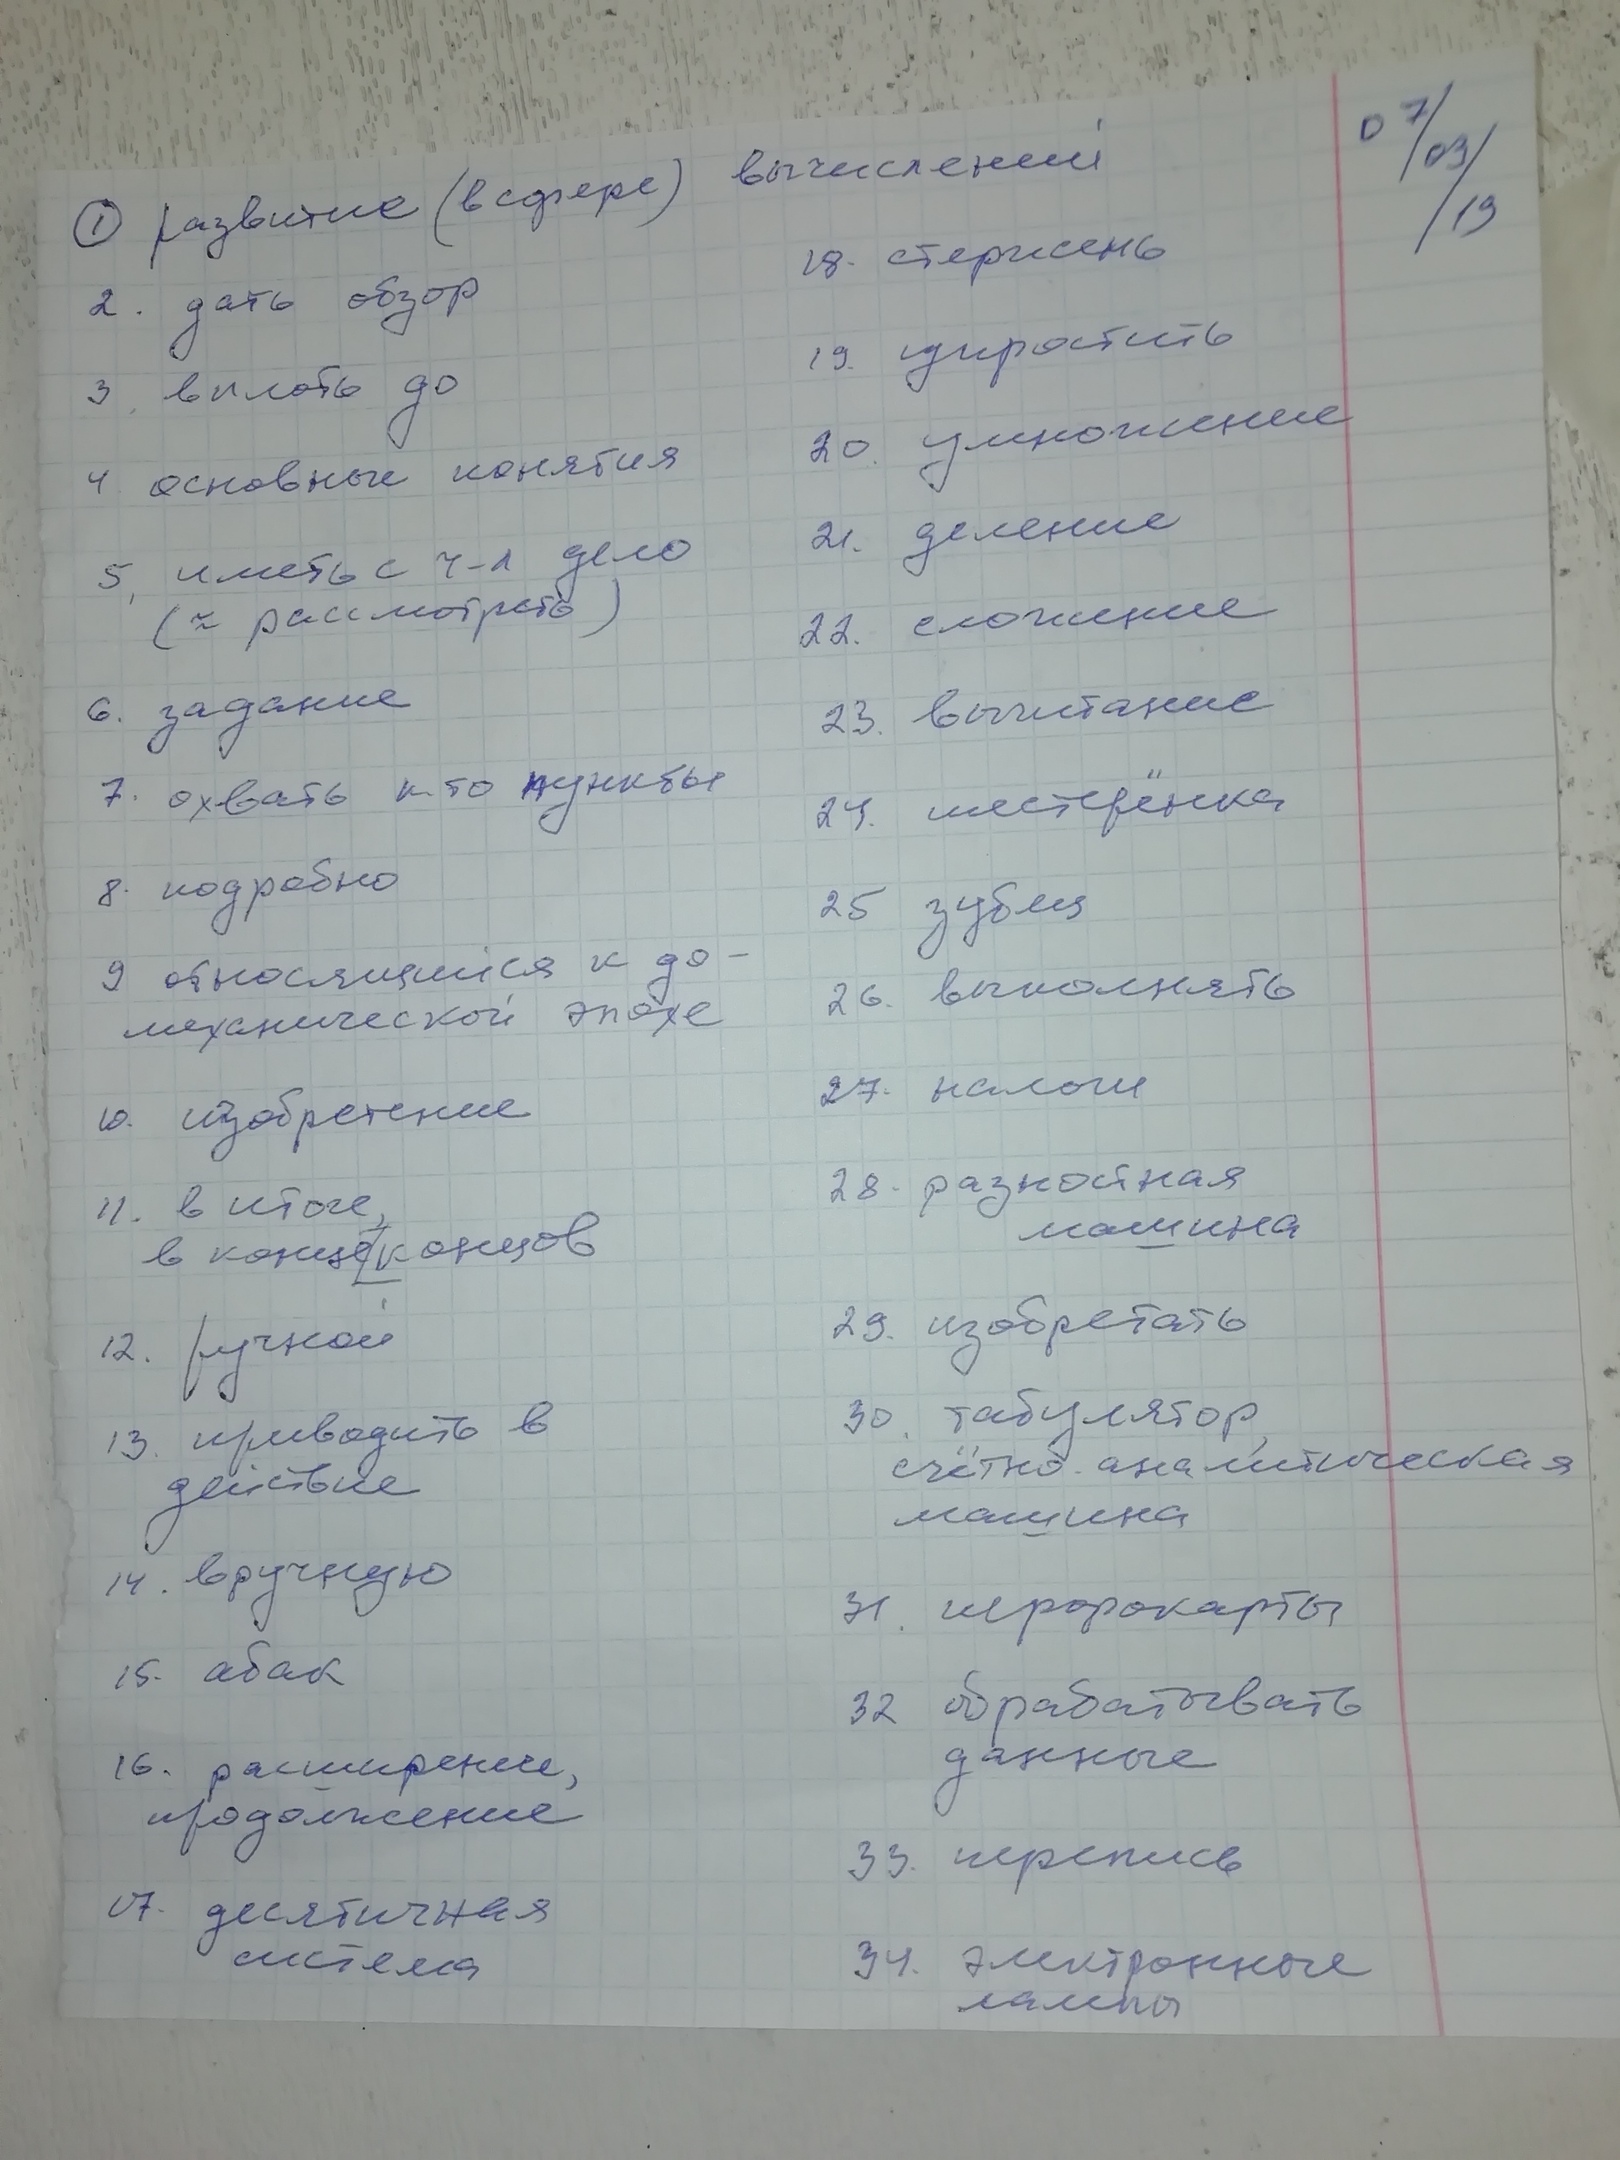 07/03/19
① развитие (в сфере) вычислений
2. дать обзор
3. вплоть до
4. основные понятия
5. иметь с ч-л дело
(≈ рассмотреть)
6. задание
7. охвать к-то пункты
8. подробно
9 относящийся к до-
механической эпохе
10. изобретение
11. в итоге,
в конце концов
12. ручной
13. приводить в
действие
14. вручную
15. абак
16. расширение,
продолжение
17. десятичная
система
18. стержень
19. упростить
20. умножение
21. деление
22. сложение
23. вычитание
24. шестерёнка
25 зубья
26. выполнять
27. налоги
28. разностная
машина
29. изобретать
30. табулятор,
счётно-аналитическая
машина
31. перфокарты
32 обрабатывать
данные
33. перепись
34. электронные
лампы